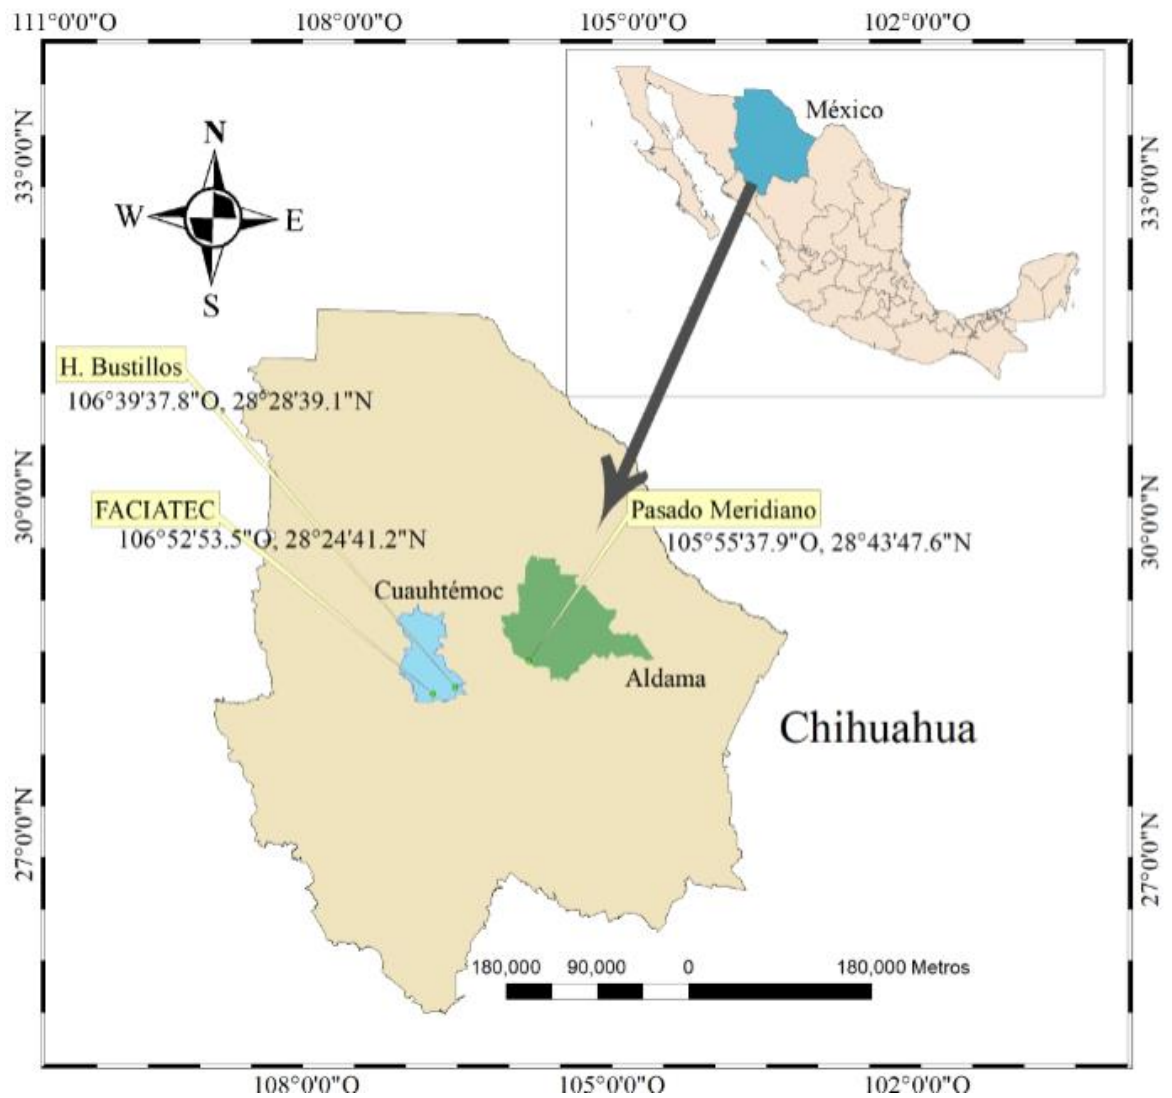 111°0'0"O 108°0'0"O 105°0'0"O 102°0'0"O
33°0'0"N
33°0'0"N
N
W E
S
México
H. Bustillos
106°39'37.8"O, 28°28'39.1"N
30°0'0"N
30°0'0"N
FACIATEC
106°52'53.5"O, 28°24'41.2"N
Pasado Meridiano
105°55'37.9"O, 28°43'47.6"N
Cuauhtémoc
Aldama
Chihuahua
27°0'0"N
27°0'0"N
180,000 90,000 0 180,000 Metros
108°0'0"O 105°0'0"O 102°0'0"O